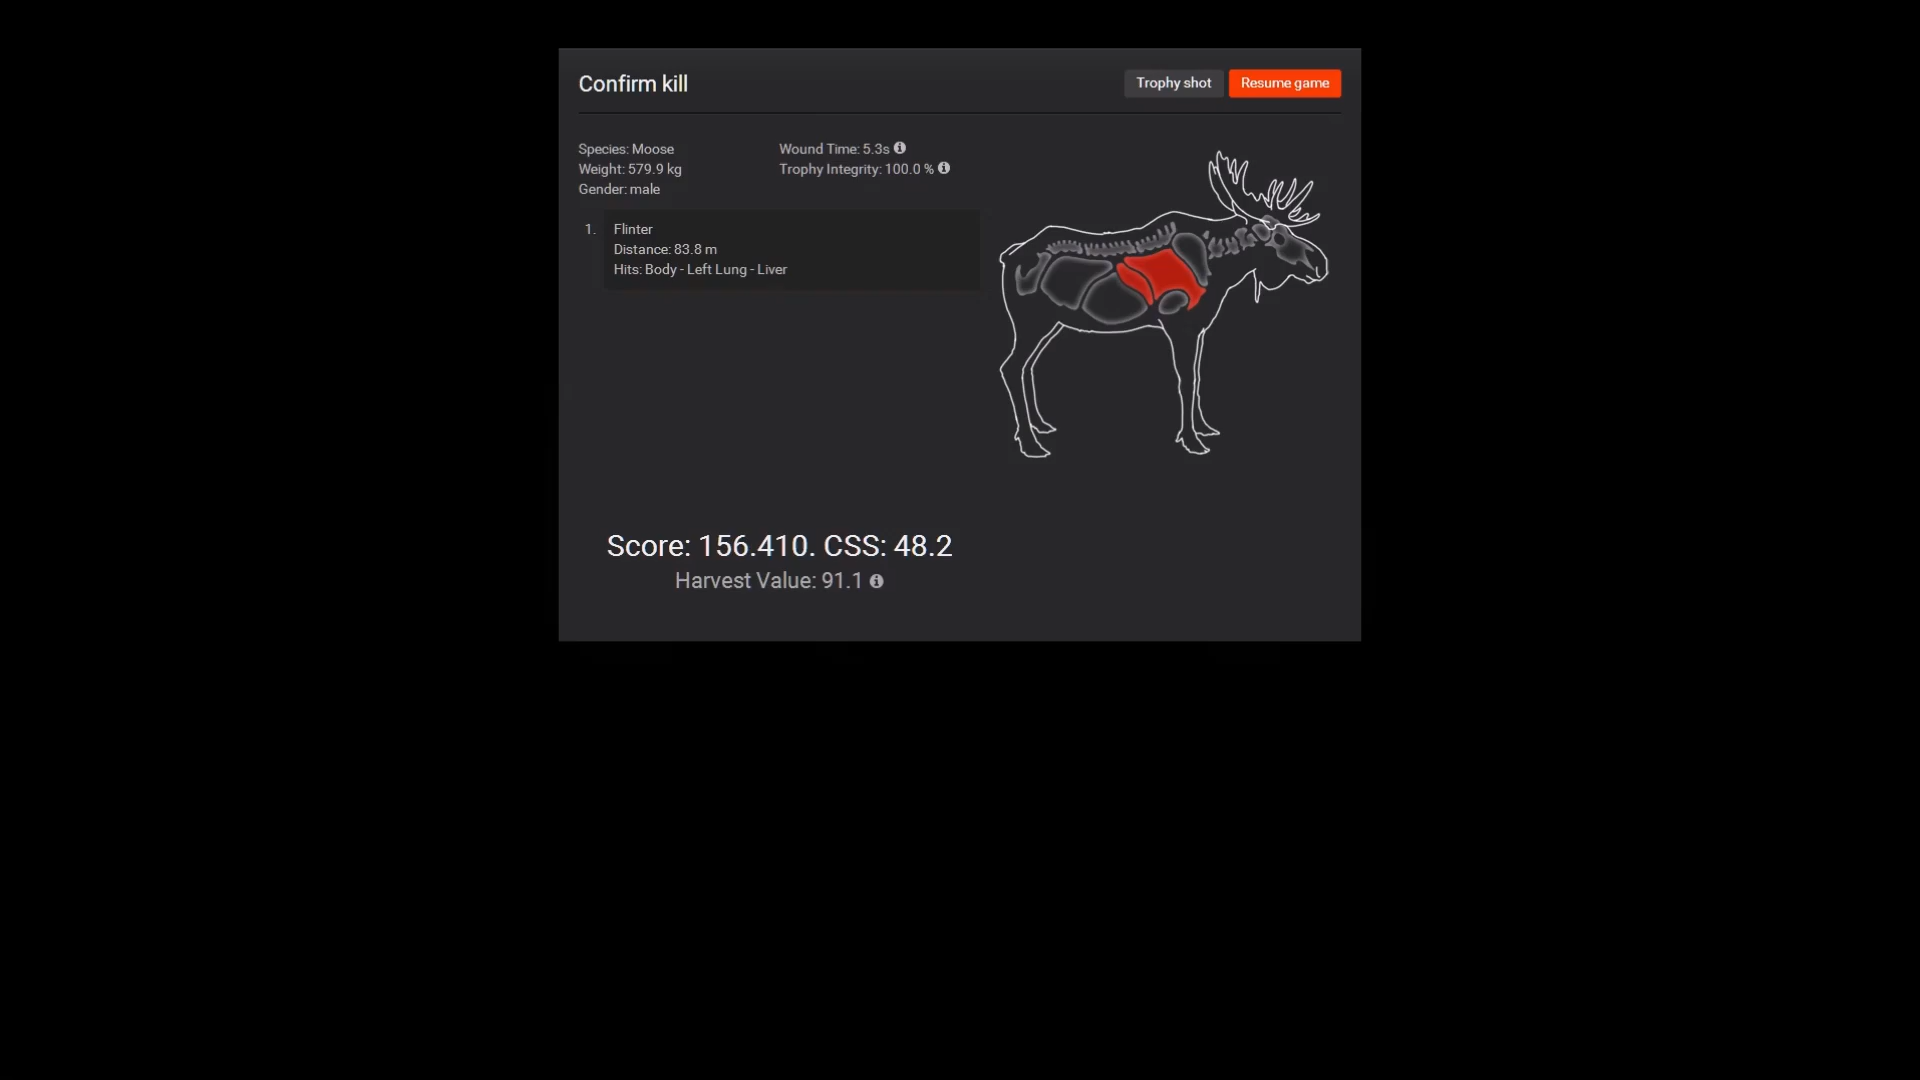 Confirm kill
Trophy shot
Resume game
Species: Moose
Weight: 579.9 kg
Gender: male
Wound Time: 5.3s
Trophy Integrity: 100.0 %
1.
Flinter
Distance: 83.8 m
Hits: Body - Left Lung - Liver
Score: 156.410. CSS: 48.2
Harvest Value: 91.1